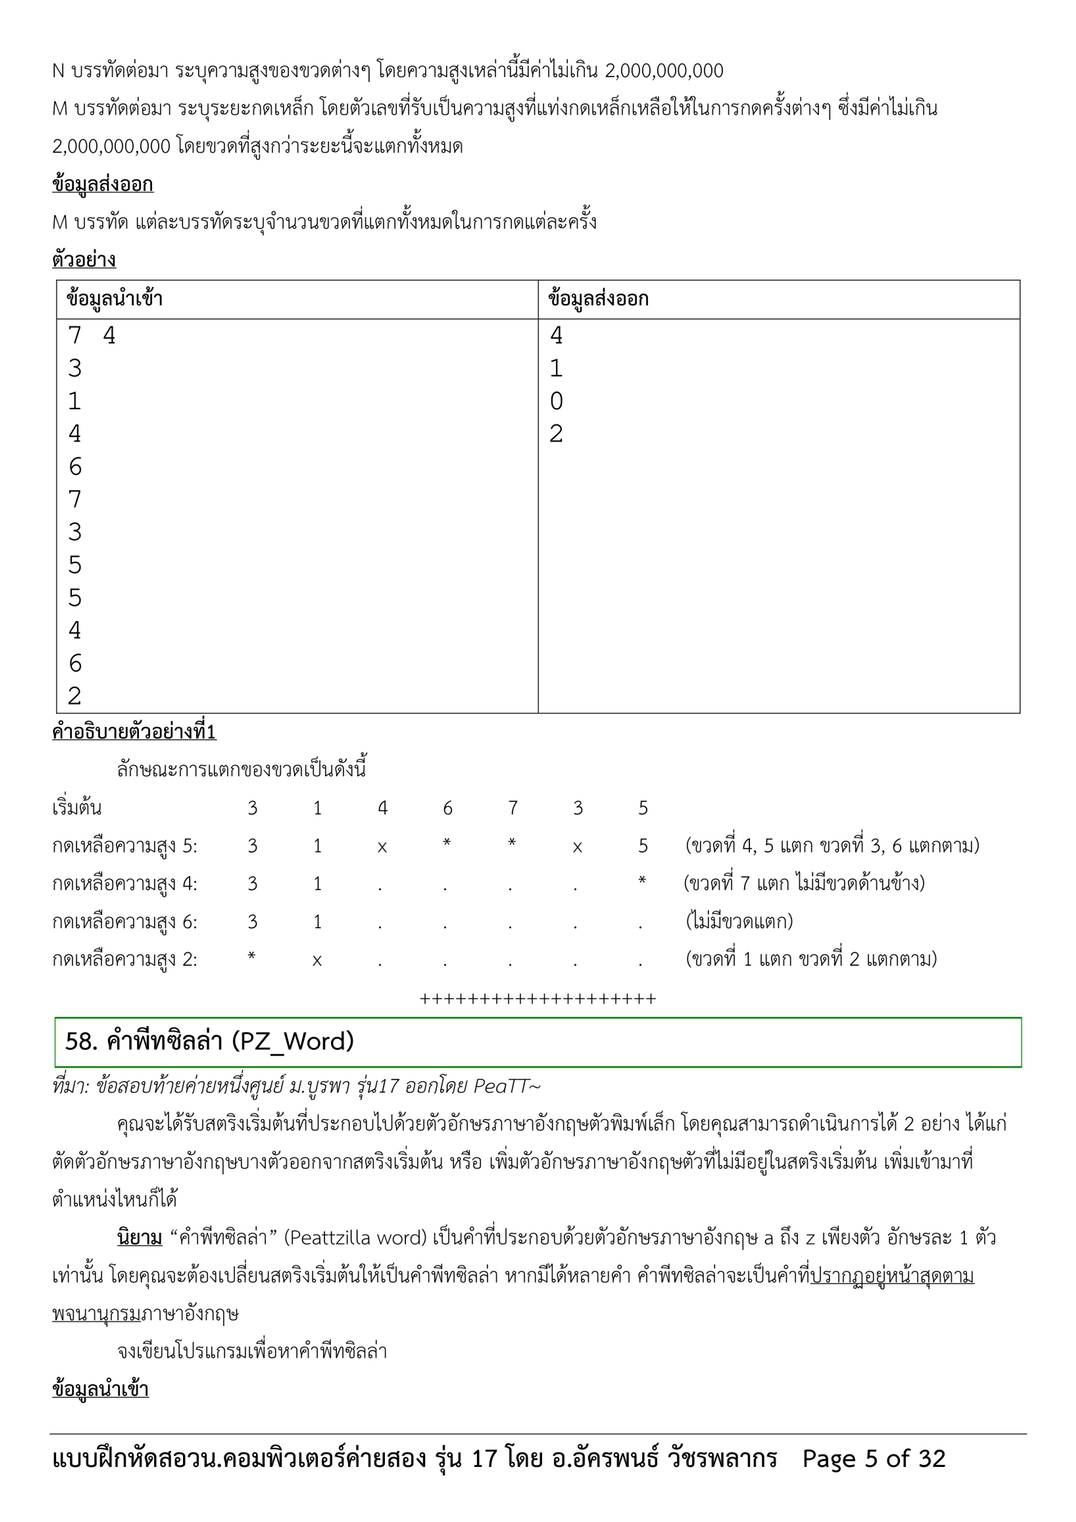 N บรรทัดต่อมา ระบุความสูงของขวดต่างๆ โดยความสูงเหล่านี้มีค่าไม่เกิน 2,000,000,000
M บรรทัดต่อมา ระบุระยะกดเหล็ก โดยตัวเลขที่รับเป็นความสูงที่แท่งกดเหล็กเหลือให้ในการกดครั้งต่างๆ ซึ่งมีค่าไม่เกิน
2,000,000,000 โดยขวดที่สูงกว่าระยะนี้จะแตกทั้งหมด
ข้อมูลส่งออก
M บรรทัด แต่ละบรรทัดระบุจำนวนขวดที่แตกทั้งหมดในการกดแต่ละครั้ง
ตัวอย่าง
ข้อมูลนำเข้า ข้อมูลส่งออก
7 4 4
3 1
1 0
4 2
6
7
3
5
5
4
6
2
คำอธิบายตัวอย่างที่1
ลักษณะการแตกของขวดเป็นดังนี้
เริ่มต้น 3 1 4 6 7 3 5
กดเหลือความสูง 5: 3 1 x * * x 5 (ขวดที่ 4, 5 แตก ขวดที่ 3, 6 แตกตาม)
กดเหลือความสูง 4: 3 1 . . . . * (ขวดที่ 7 แตก ไม่มีขวดด้านข้าง)
กดเหลือความสูง 6: 3 1 . . . . . (ไม่มีขวดแตก)
กดเหลือความสูง 2: * x . . . . . (ขวดที่ 1 แตก ขวดที่ 2 แตกตาม)
++++++++++++++++++++
58. คำพีทซิลล่า (PZ_Word)
ที่มา: ข้อสอบท้ายค่ายหนึ่งศูนย์ ม.บูรพา รุ่น17 ออกโดย PeaTT~
คุณจะได้รับสตริงเริ่มต้นที่ประกอบไปด้วยตัวอักษรภาษาอังกฤษตัวพิมพ์เล็ก โดยคุณสามารถดำเนินการได้ 2 อย่าง ได้แก่
ตัดตัวอักษรภาษาอังกฤษบางตัวออกจากสตริงเริ่มต้น หรือ เพิ่มตัวอักษรภาษาอังกฤษตัวที่ไม่มีอยู่ในสตริงเริ่มต้น เพิ่มเข้ามาที่
ตำแหน่งไหนก็ได้
นิยาม “คำพีทซิลล่า” (Peattzilla word) เป็นคำที่ประกอบด้วยตัวอักษรภาษาอังกฤษ a ถึง z เพียงตัว อักษรละ 1 ตัว
เท่านั้น โดยคุณจะต้องเปลี่ยนสตริงเริ่มต้นให้เป็นคำพีทซิลล่า หากมีได้หลายคำ คำพีทซิลล่าจะเป็นคำที่ปรากฏอยู่หน้าสุดตาม
พจนานุกรมภาษาอังกฤษ
จงเขียนโปรแกรมเพื่อหาคำพีทซิลล่า
ข้อมูลนำเข้า
แบบฝึกหัดสอวน.คอมพิวเตอร์ค่ายสอง รุ่น 17 โดย อ.อัครพนธ์ วัชรพลากร Page 5 of 32